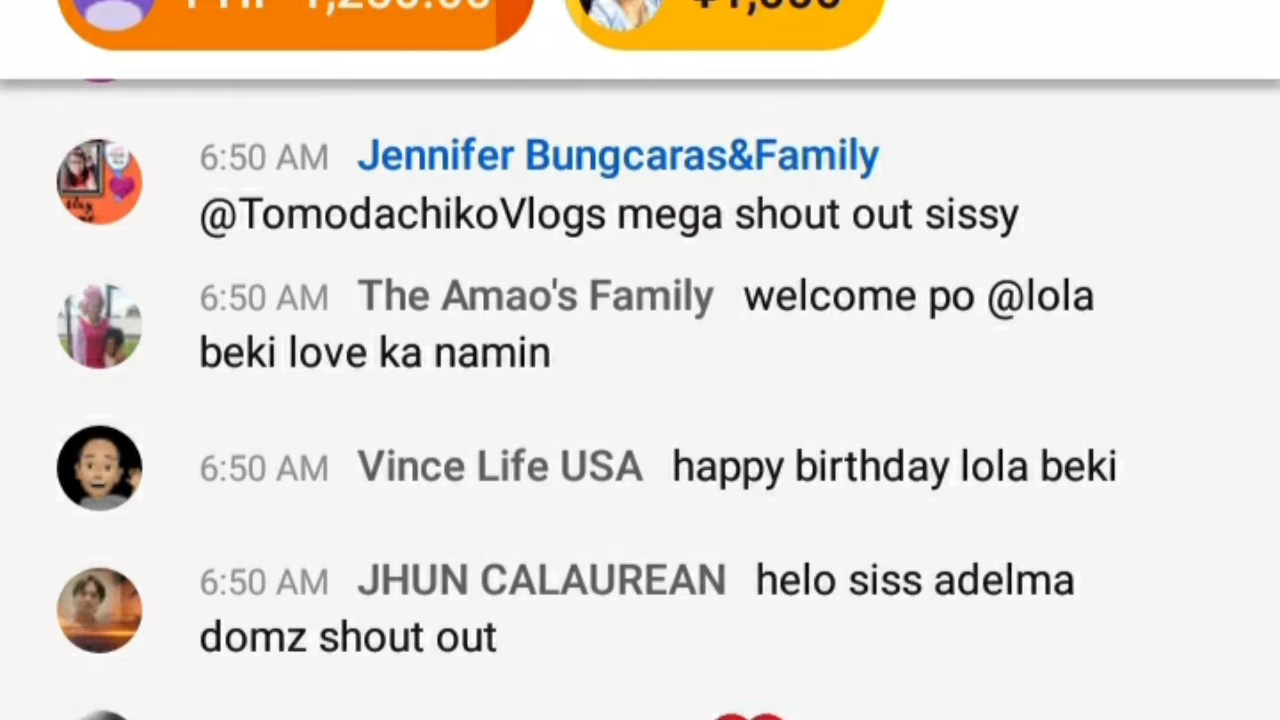 6:50 AM Jennifer Bungcaras&Family
@TomodachikoVlogs mega shout out sissy
6:50 AM The Amao's Family welcome po @lola
beki love ka namin
6:50 AM Vince Life USA happy birthday lola beki
6:50 AM JHUN CALAUREAN helo siss adelma
domz shout out